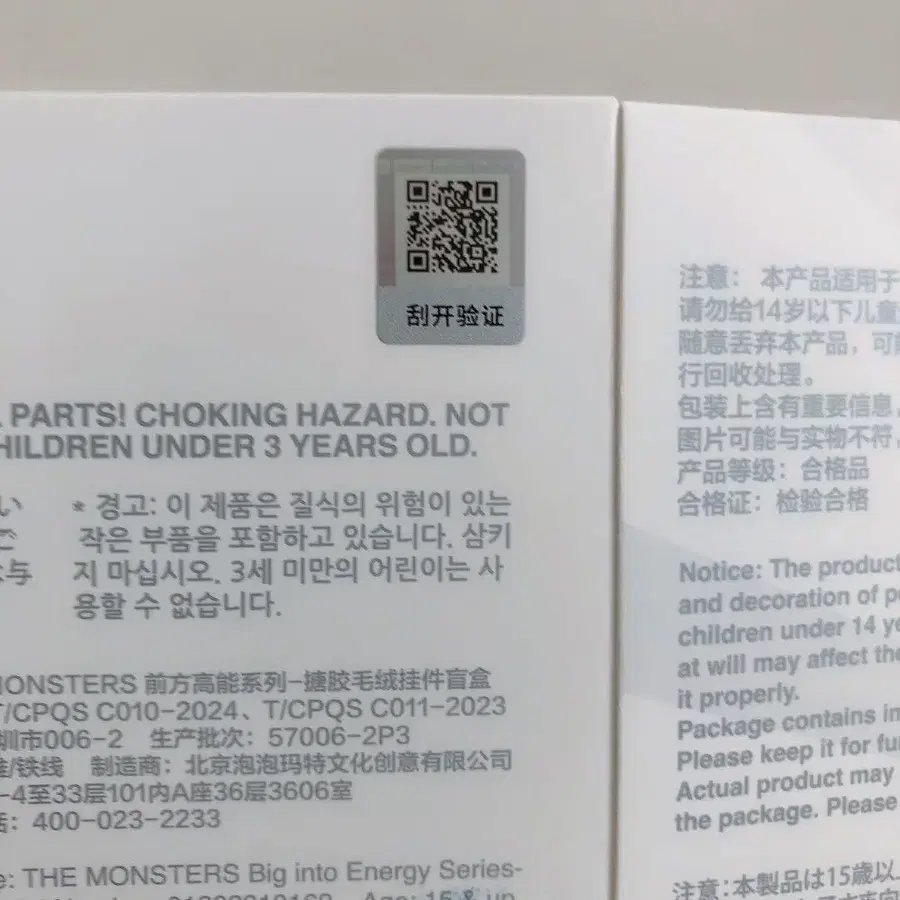 刮开验证
PARTS! CHOKING HAZARD. NOT
CHILDREN UNDER 3 YEARS OLD.
い
ご
* 경고: 이 제품은 질식의 위험이 있는
작은 부품을 포함하고 있습니다. 삼키
지 마십시오. 3세 미만의 어린이는 사
용할 수 없습니다.
MONSTERS 前方高能系列-搪胶毛绒挂件盲盒
T/CPQS C010-2024、T/CPQS C011-2023
圳市006-2 生产批次：57006-2P3
/铁线 制造商：北京泡泡玛特文化创意有限公司
-4至33层101内A座36层3606室
：400-023-2233
e: THE MONSTERS Big into Energy Series-
Age: 15 & up
注意： 本产品适用于
请勿给14岁以下儿童
随意丢弃本产品，可能
行回收处理。
包装上含有重要信息，
图片可能与实物不符，
产品等级：合格品
合格证：检验合格
Notice: The product
and decoration of p
children under 14 ye
at will may affect the
it properly.
Package contains im
Please keep it for fu
Actual product may
the package. Please
注意：本製品は15歳以